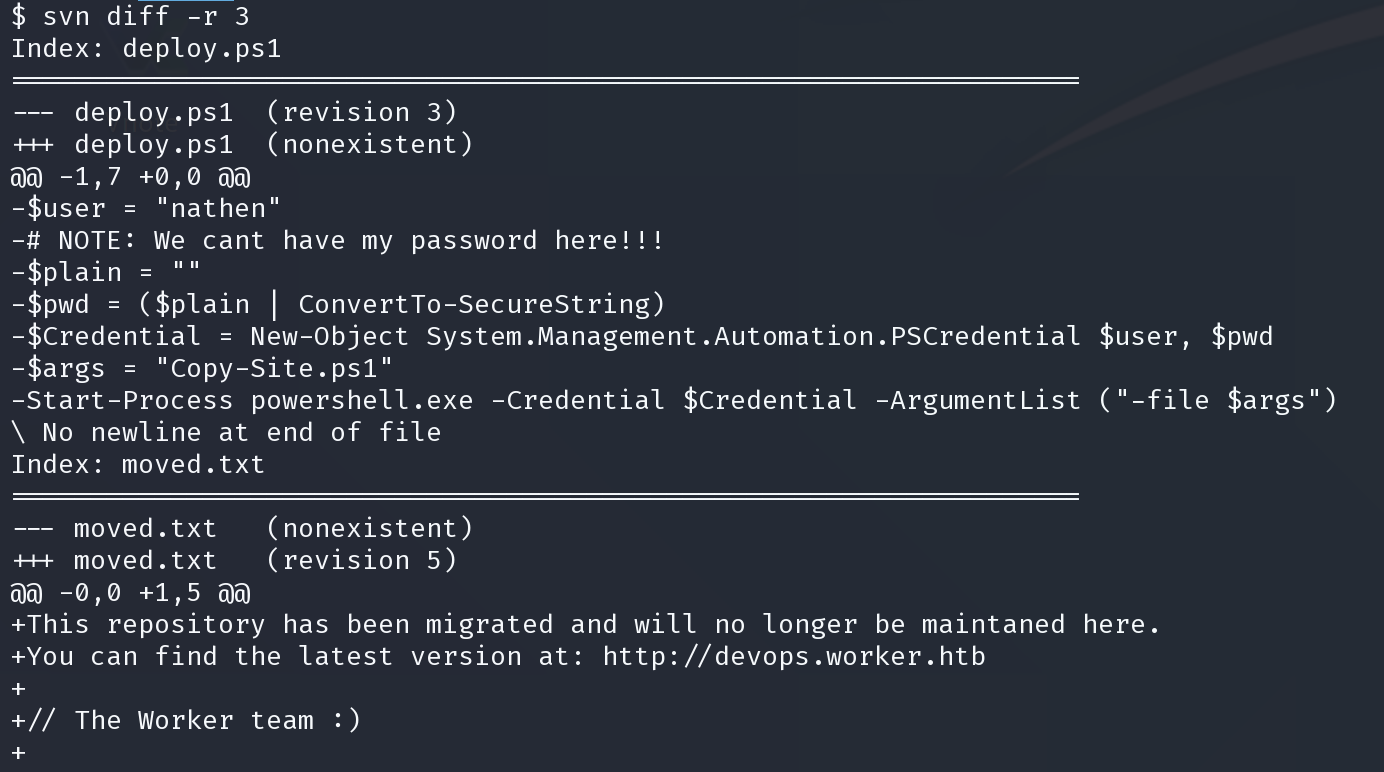 $ svn diff -r 3
Index: deploy.ps1
===================================================================
--- deploy.ps1  (revision 3)
+++ deploy.ps1  (nonexistent)
@@ -1,7 +0,0 @@
-$user = "nathen"
-# NOTE: We cant have my password here!!!
-$plain = ""
-$pwd = ($plain | ConvertTo-SecureString)
-$Credential = New-Object System.Management.Automation.PSCredential $user, $pwd
-$args = "Copy-Site.ps1"
-Start-Process powershell.exe -Credential $Credential -ArgumentList ("-file $args")
\ No newline at end of file
Index: moved.txt
===================================================================
--- moved.txt   (nonexistent)
+++ moved.txt   (revision 5)
@@ -0,0 +1,5 @@
+This repository has been migrated and will no longer be maintaned here.
+You can find the latest version at: http://devops.worker.htb
+
+// The Worker team :)
+